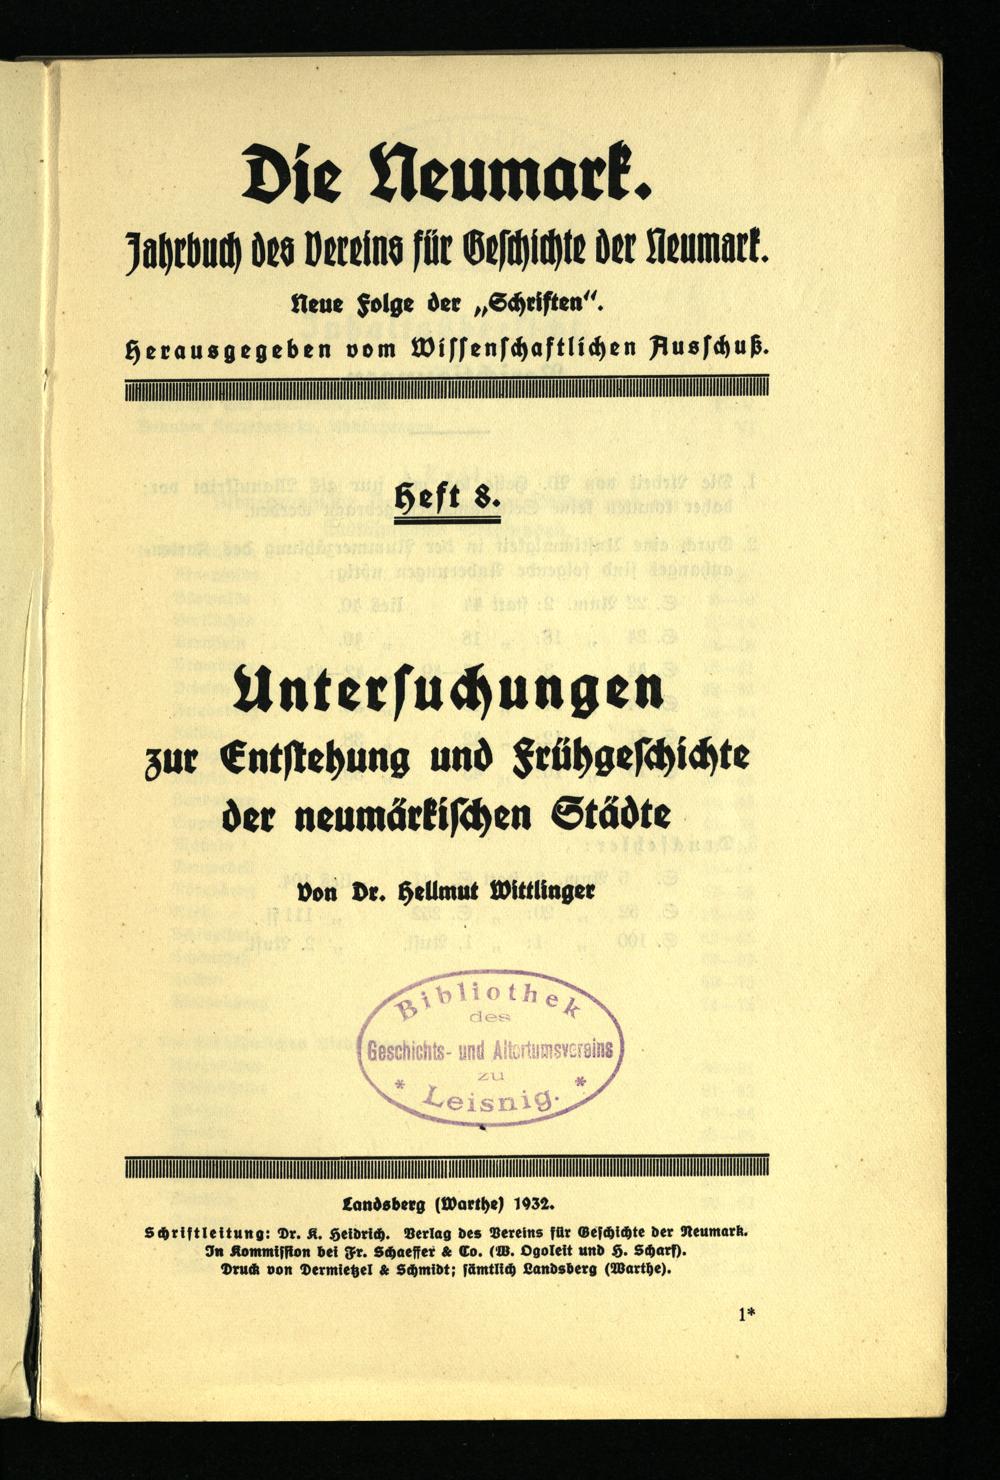 Die Neumark.
Jahrbuch des Vereins für Geschichte der Neumark.
Neue Folge der „Schriften“.
Herausgegeben vom Wissenschaftlichen Ausschuß.
Heft 8.
Untersuchungen
zur Entstehung und Frühgeschichte
der neumärkischen Städte
Von Dr. Hellmut Wittlinger
Bibliothek
des
Geschichts- und Altertumsvereins
zu
* Leisnig. *
Landsberg (Warthe) 1932.
Schriftleitung: Dr. K. Heidrich. Verlag des Vereins für Geschichte der Neumark.
In Kommission bei Fr. Schaeffer & Co. (W. Ogoleit und H. Scharf).
Druck von Dermietzel & Schmidt; sämtlich Landsberg (Warthe).
1*